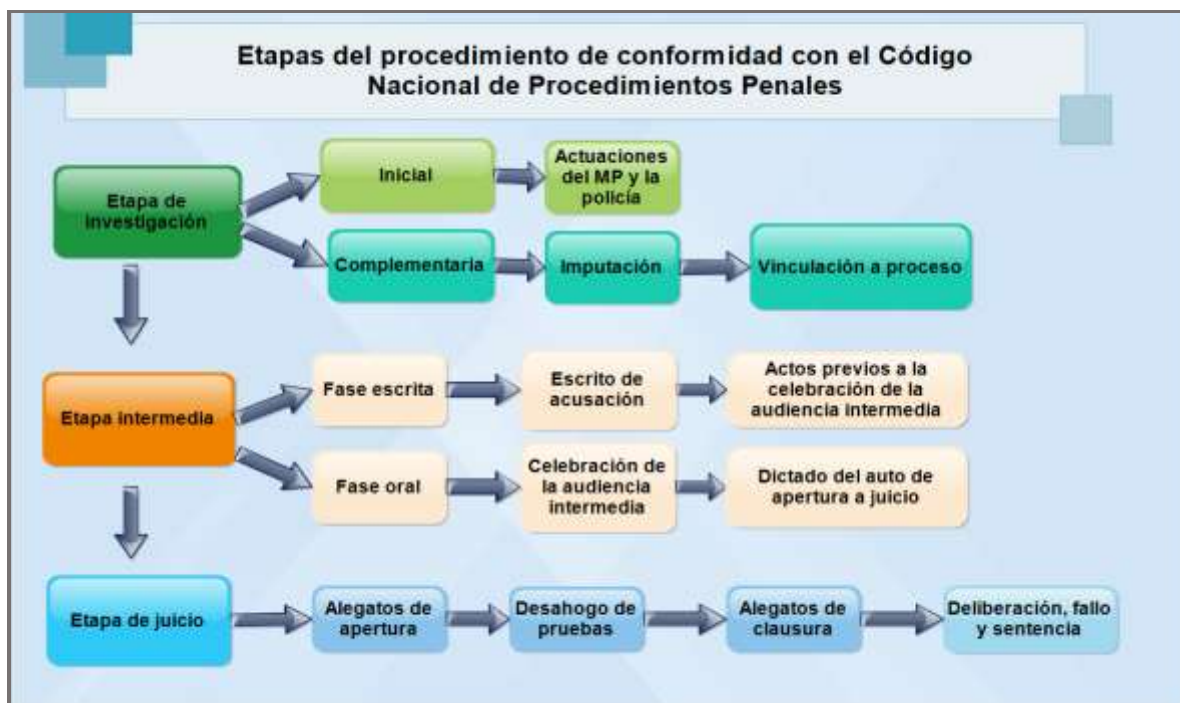 Etapas del procedimiento de conformidad con el Código
Nacional de Procedimientos Penales
Etapa de
investigación
Inicial
Actuaciones
del MP y la
policía
Complementaria
Imputación
Vinculación a proceso
Etapa intermedia
Fase escrita
Escrito de
acusación
Actos previos a la
celebración de la
audiencia intermedia
Fase oral
Celebración de
la audiencia
intermedia
Dictado del auto de
apertura a juicio
Etapa de juicio
Alegatos de
apertura
Desahogo de
pruebas
Alegatos de
clausura
Deliberación, fallo
y sentencia